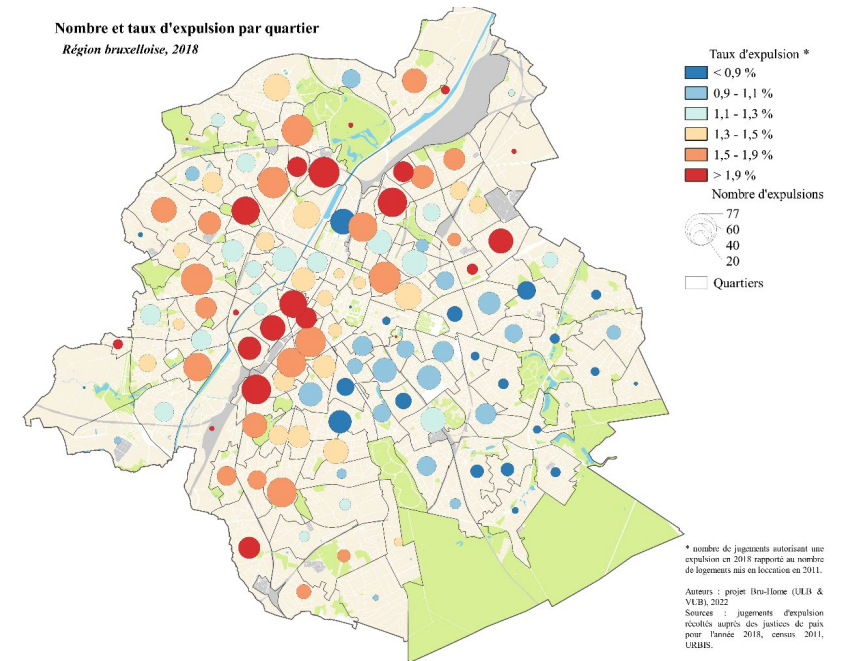 Nombre et taux d'expulsion par quartier
Région bruxelloise, 2018
Taux d'expulsion *
< 0,9 %
0,9 - 1,1 %
1,1 - 1,3 %
1,3 - 1,5 %
1,5 - 1,9 %
> 1,9 %
Nombre d'expulsions
77
60
40
20
Quartiers
* nombre de jugements autorisant une
expulsion en 2018 rapporté au nombre
de logements mis en location en 2011.
Auteurs : projet Bru-Home (ULB &
VUB), 2022
Sources : jugements d'expulsion
récoltés auprès des justices de paix
pour l'année 2018, census 2011,
URBIS.